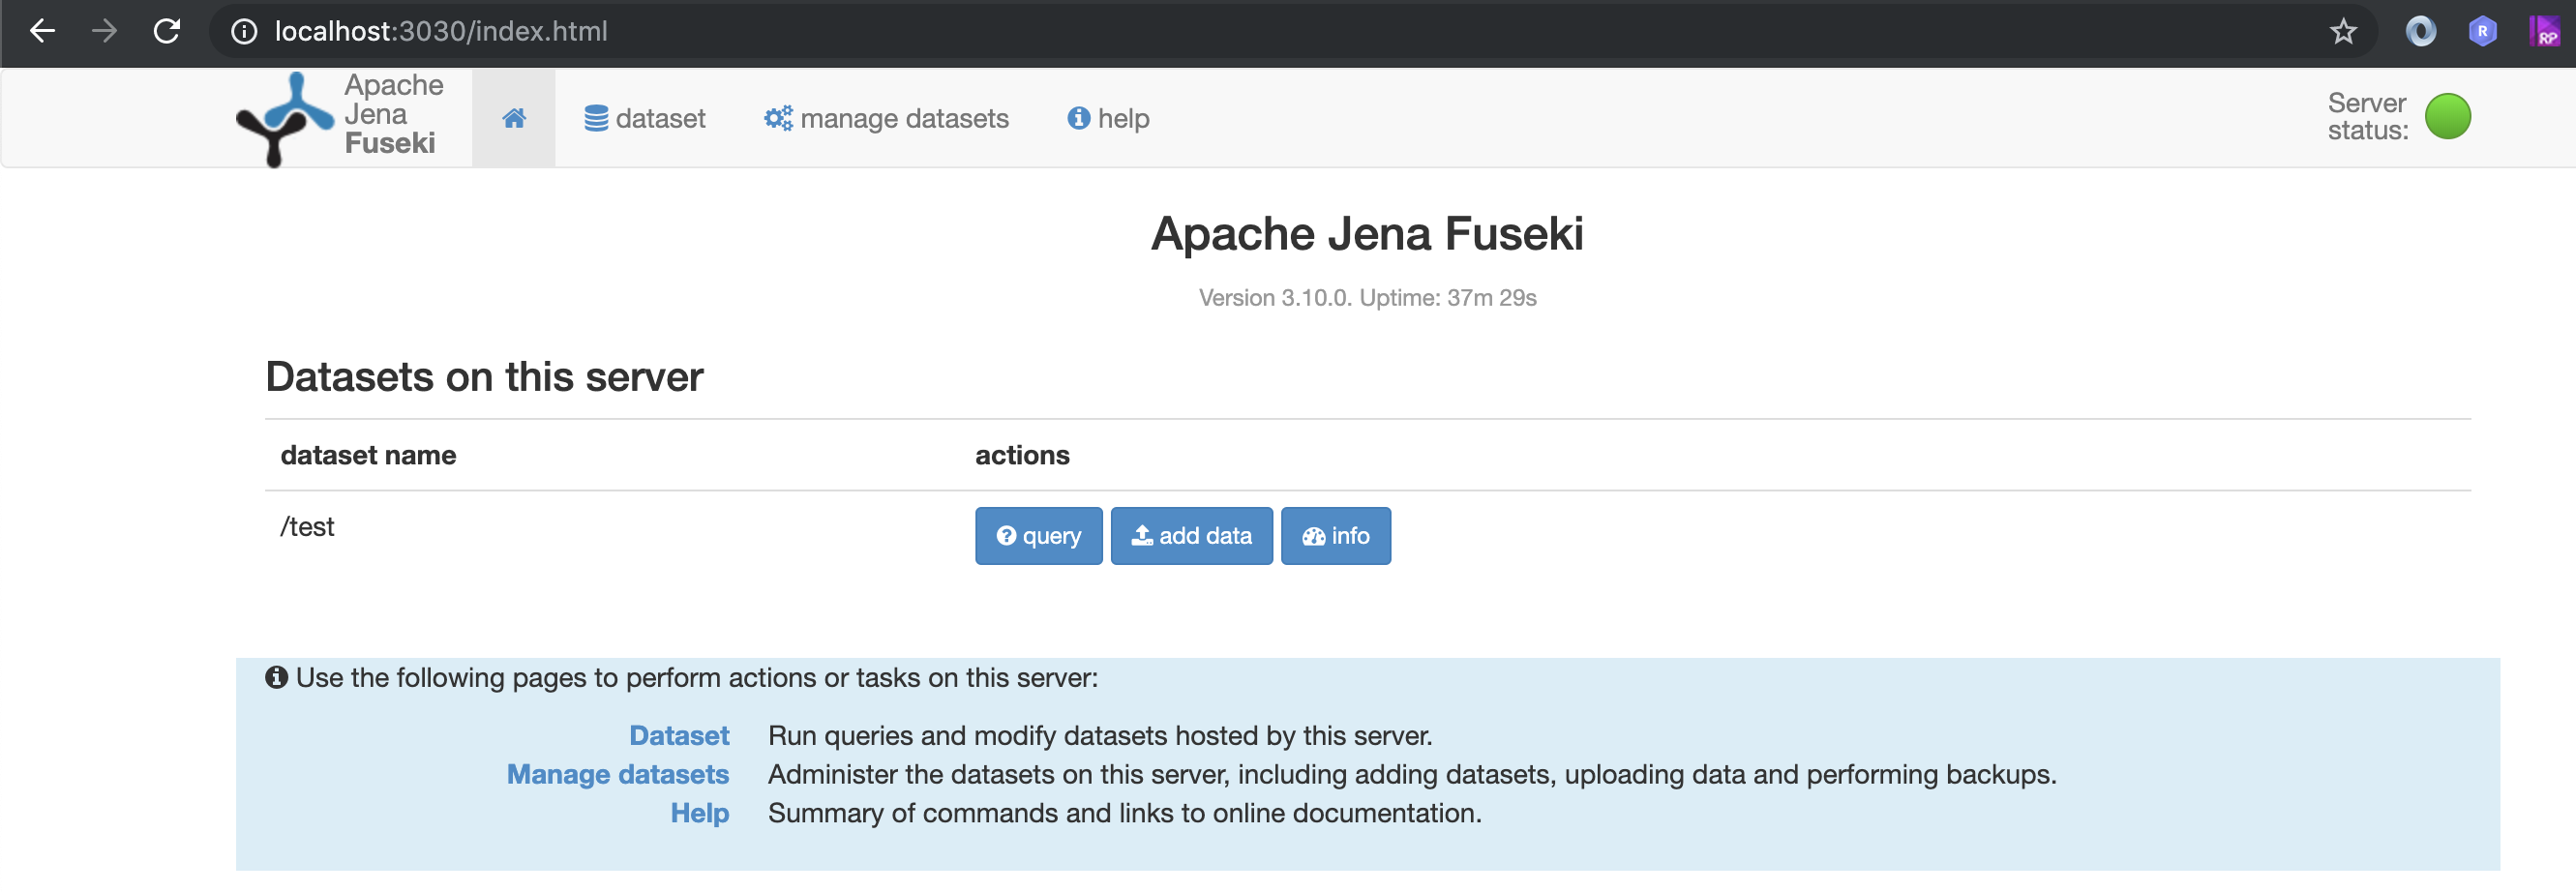 localhost:3030/index.html
Apache
Jena
Fuseki
dataset
manage datasets
help
Server
status:
R
RP
Apache Jena Fuseki
Version 3.10.0. Uptime: 37m 29s
Datasets on this server
dataset name actions
/test query add data info
Use the following pages to perform actions or tasks on this server:
Dataset Run queries and modify datasets hosted by this server.
Manage datasets Administer the datasets on this server, including adding datasets, uploading data and performing backups.
Help Summary of commands and links to online documentation.